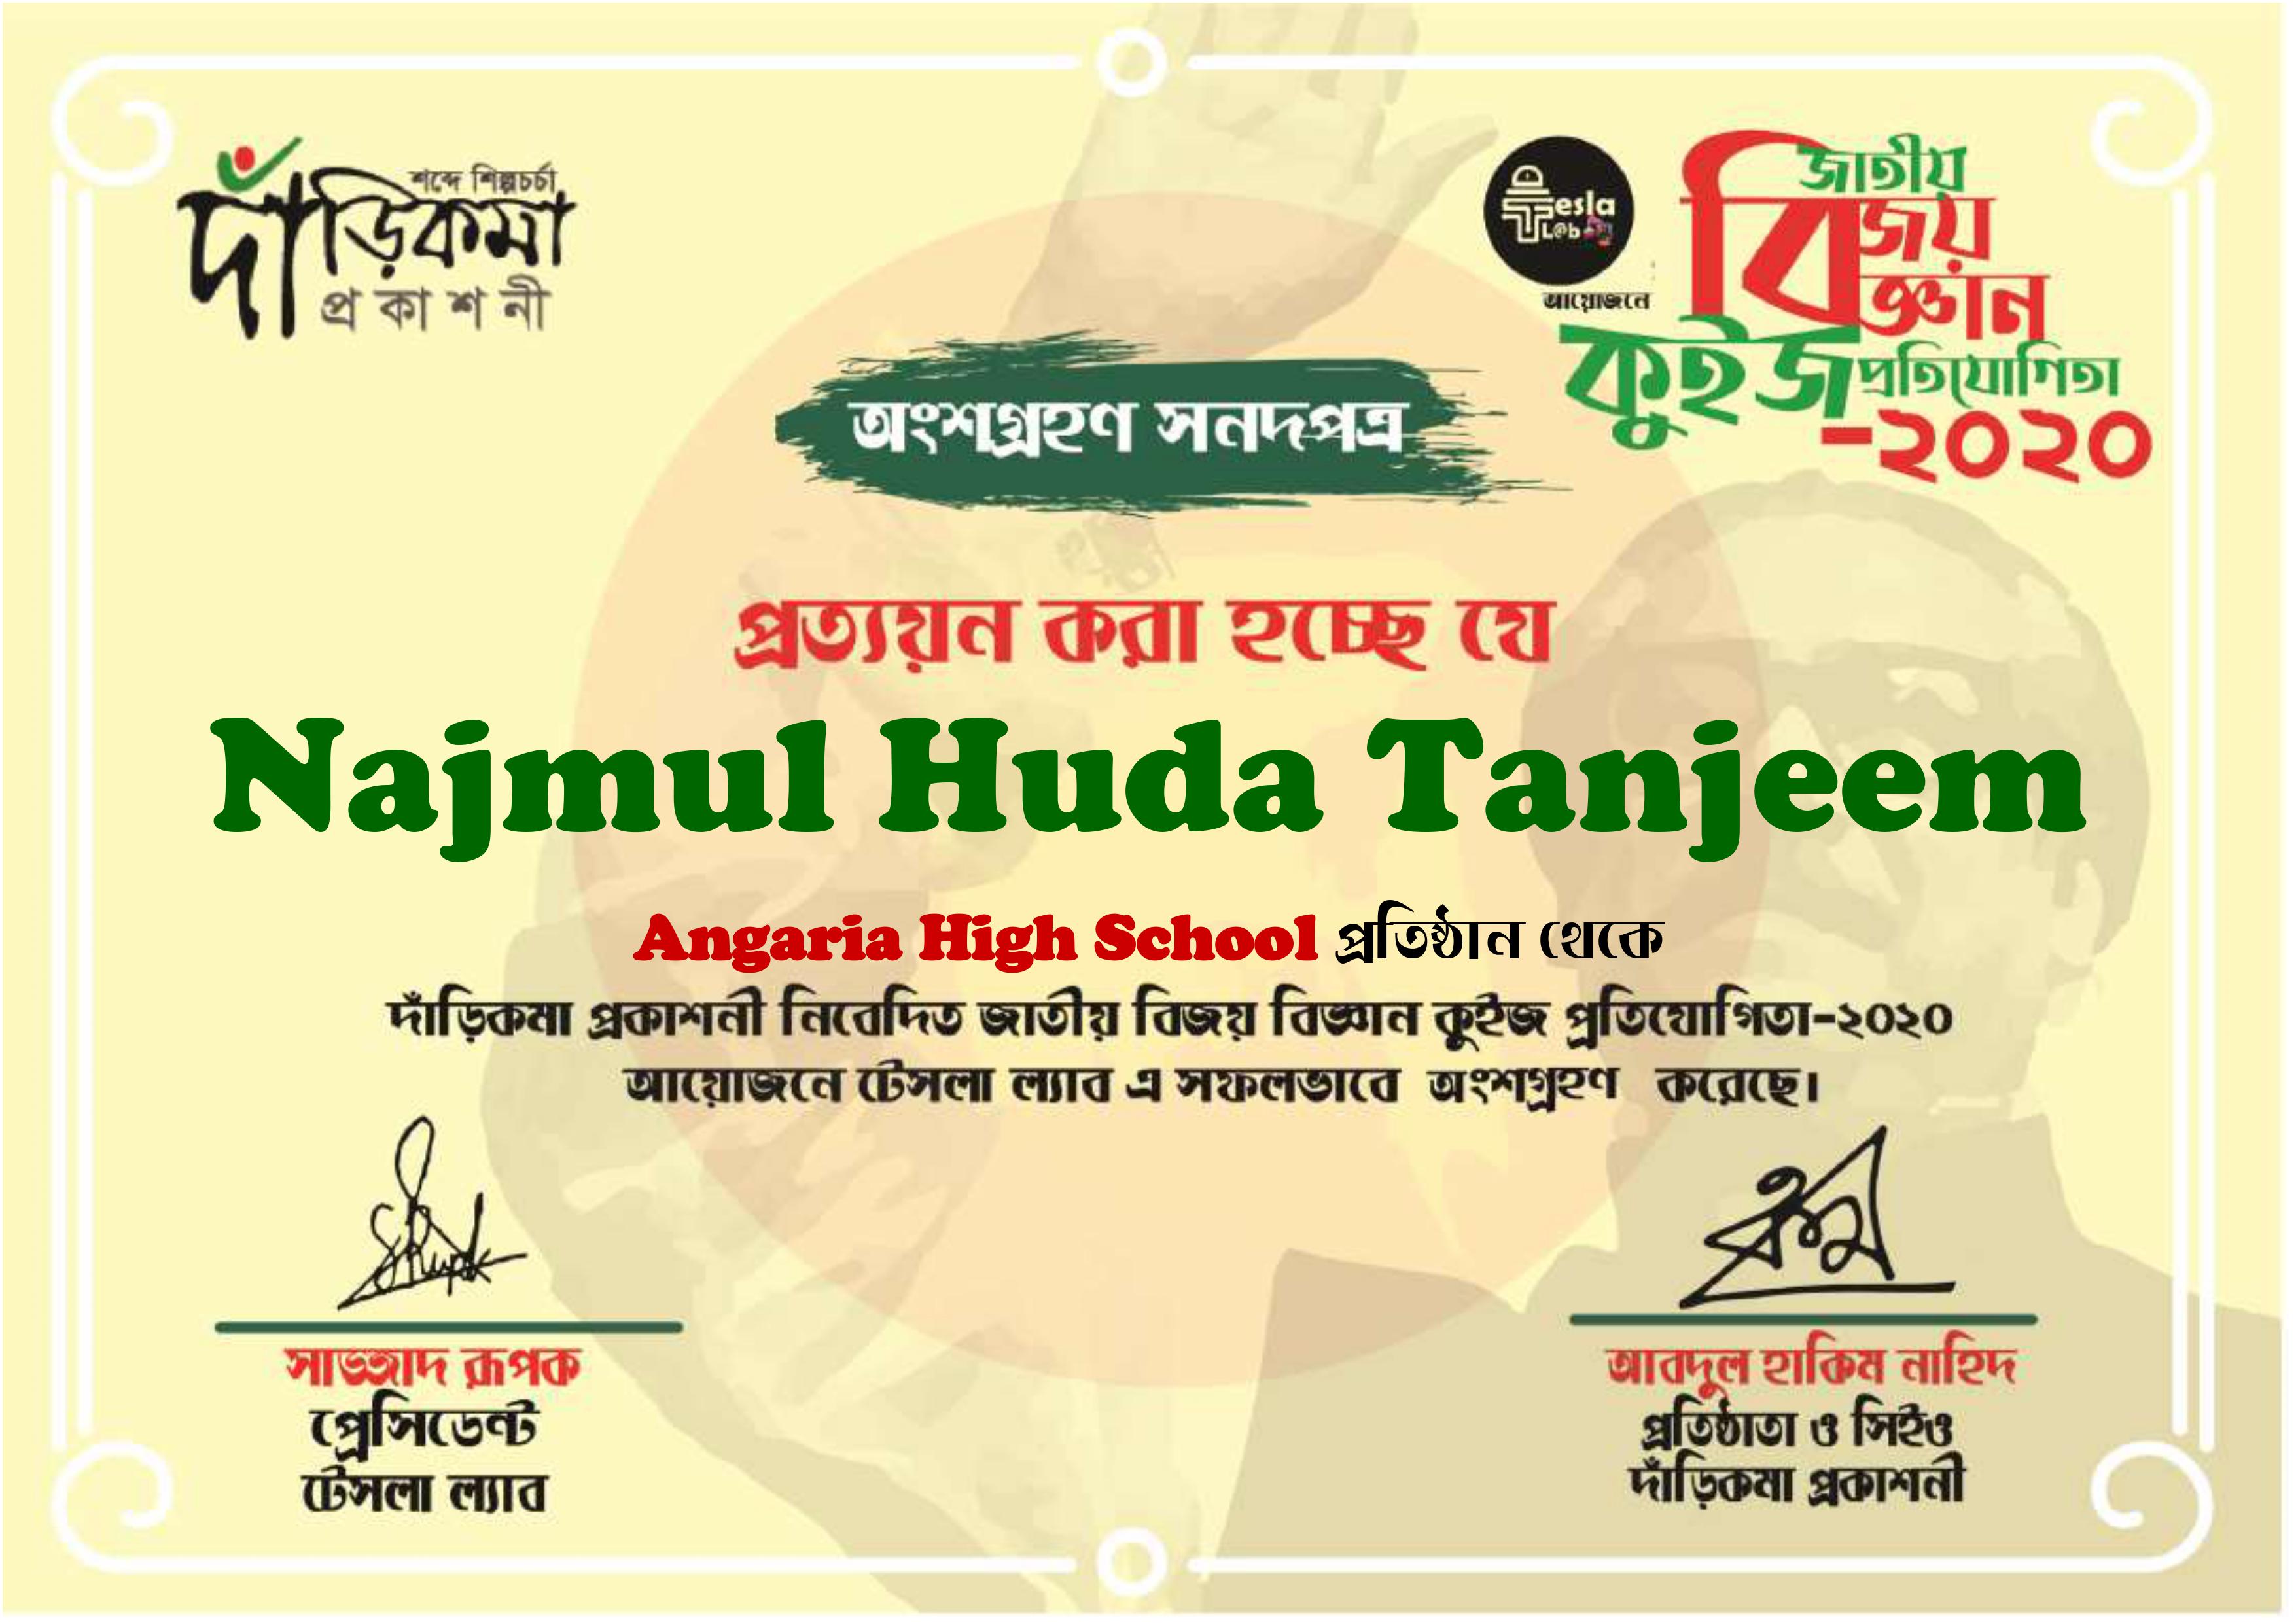 শব্দে শিল্পচর্চা
দাঁড়িকমা
প্রকাশনী
Tesla
L@b
আয়োজনে
জাতীয়
বিজয়
বিজ্ঞান
কুইজ প্রতিযোগিতা
-২০২০
অংশগ্রহণ সনদপত্র
প্রত্যয়ন করা হচ্ছে যে
Najmul Huda Tanjeem
Angaria High School প্রতিষ্ঠান থেকে
দাঁড়িকমা প্রকাশনী নিবেদিত জাতীয় বিজয় বিজ্ঞান কুইজ প্রতিযোগিতা-২০২০
আয়োজনে টেসলা ল্যাব এ সফলভাবে অংশগ্রহণ করেছে।
সাজ্জাদ রূপক
প্রেসিডেন্ট
টেসলা ল্যাব
আবদুল হাকিম নাহিদ
প্রতিষ্ঠাতা ও সিইও
দাঁড়িকমা প্রকাশনী